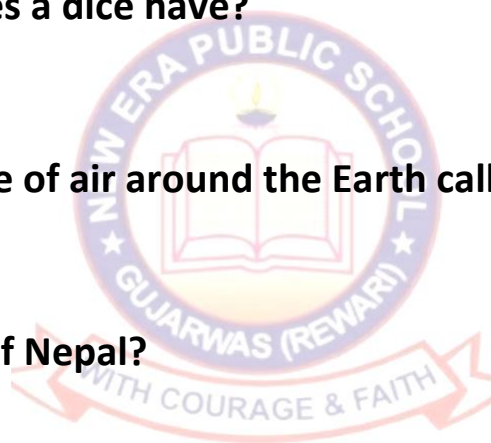 es a dice have?
NEW ERA PUBLIC SCHOOL
e of air around the Earth call
★ GUJARWAS (REWARI) ★
f Nepal?
WITH COURAGE & FAITH